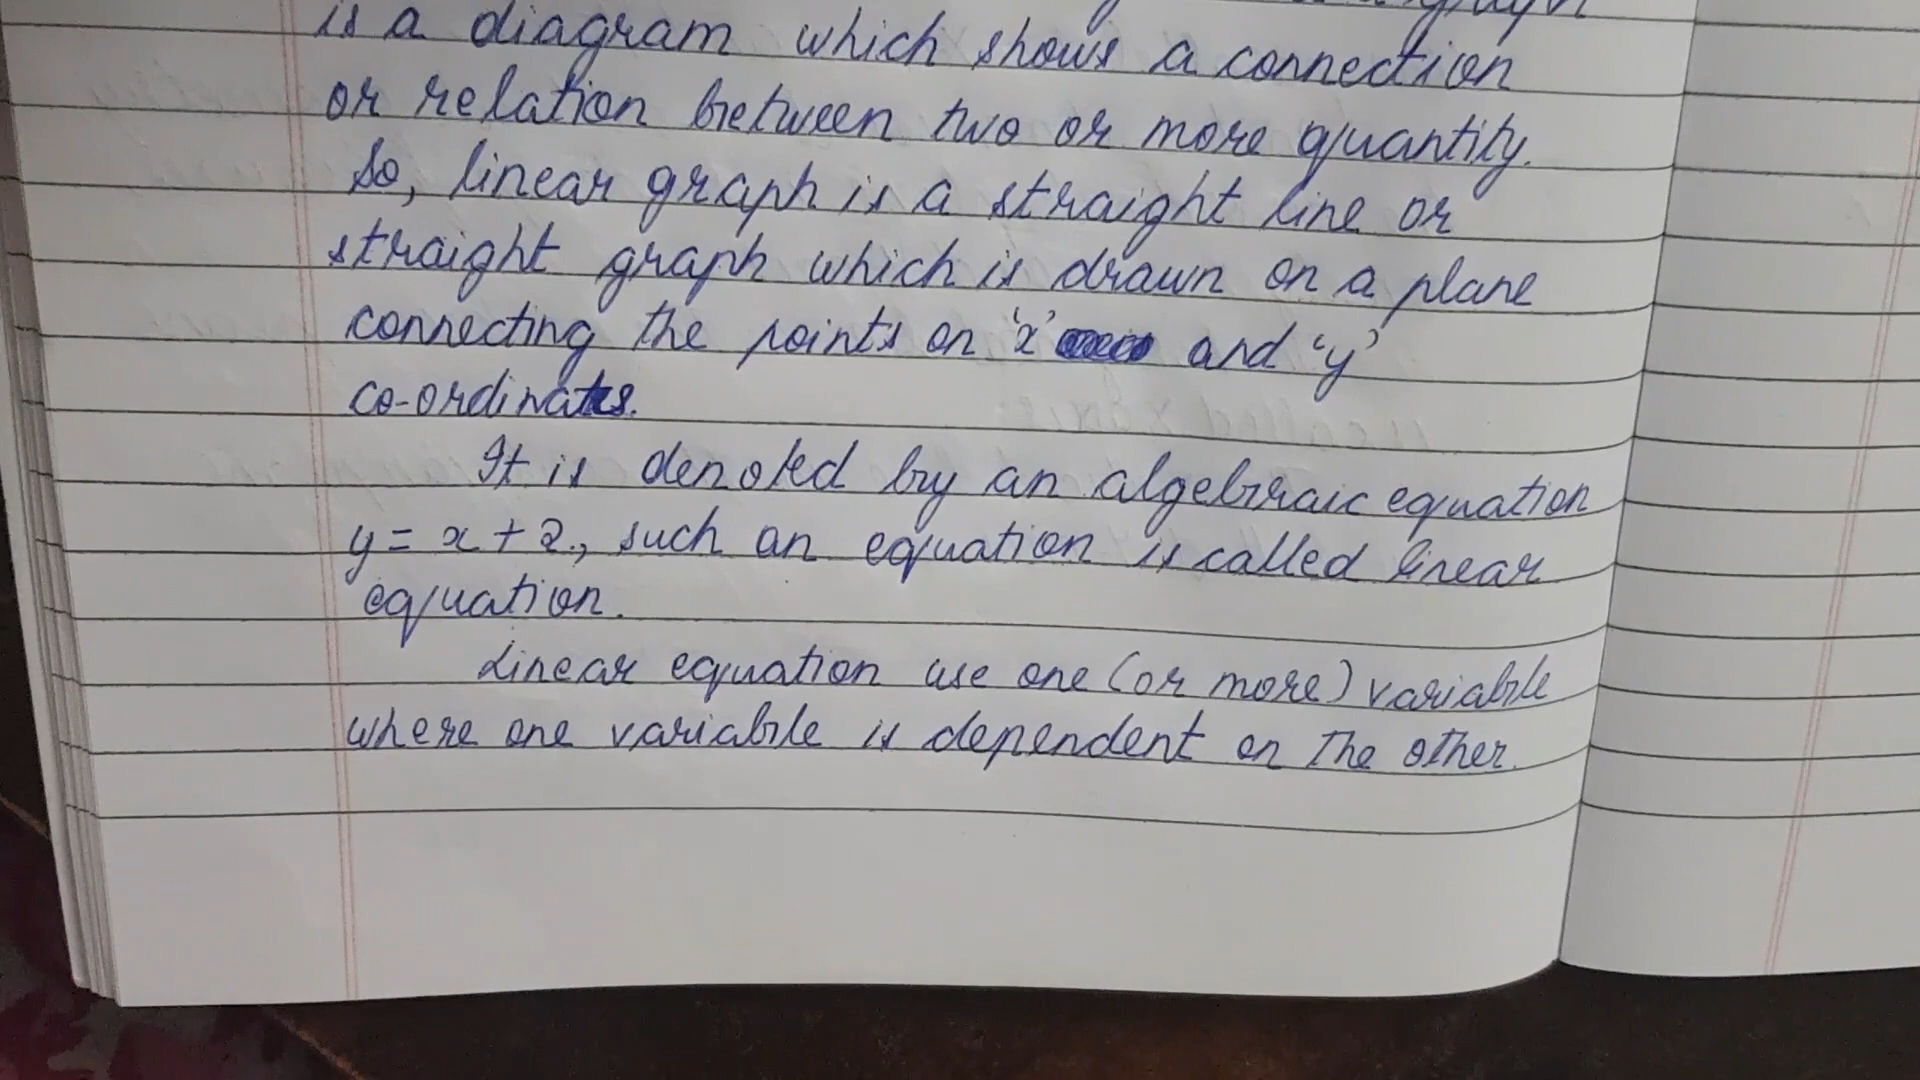 is a diagram which shows a connection
or relation between two or more quantity.
So, linear graph is a straight line or
straight graph which is drawn on a plane
connecting the points on 'x' and 'y'
co-ordinates.
It is denoted by an algebraic equation
y = x + 2., such an equation is called linear
equation.
Linear equation use one (or more) variable
where one variable is dependent on the other.